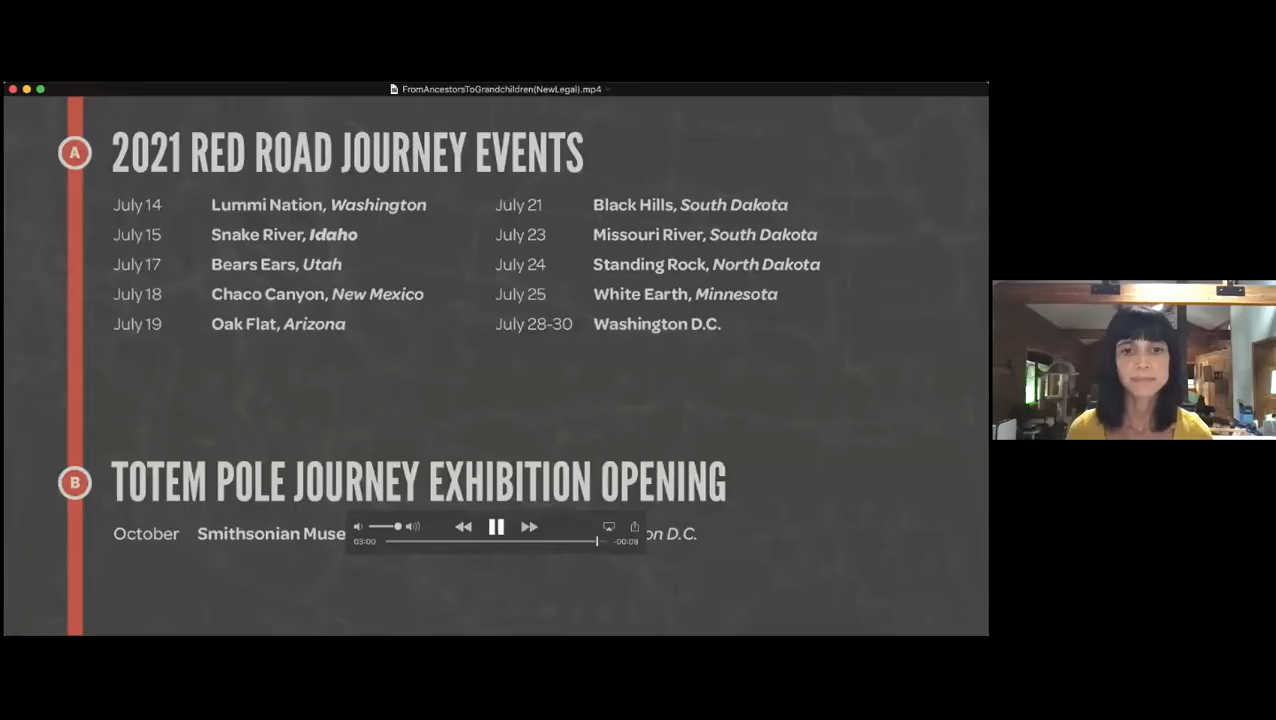 FromAncestorsToGrandchildren(NewLegal).mp4
A
2021 RED ROAD JOURNEY EVENTS
July 14 Lummi Nation, Washington
July 15 Snake River, Idaho
July 17 Bears Ears, Utah
July 18 Chaco Canyon, New Mexico
July 19 Oak Flat, Arizona
July 21 Black Hills, South Dakota
July 23 Missouri River, South Dakota
July 24 Standing Rock, North Dakota
July 25 White Earth, Minnesota
July 28-30 Washington D.C.
B
TOTEM POLE JOURNEY EXHIBITION OPENING
October Smithsonian Muse on D.C.
03:00 -00:08